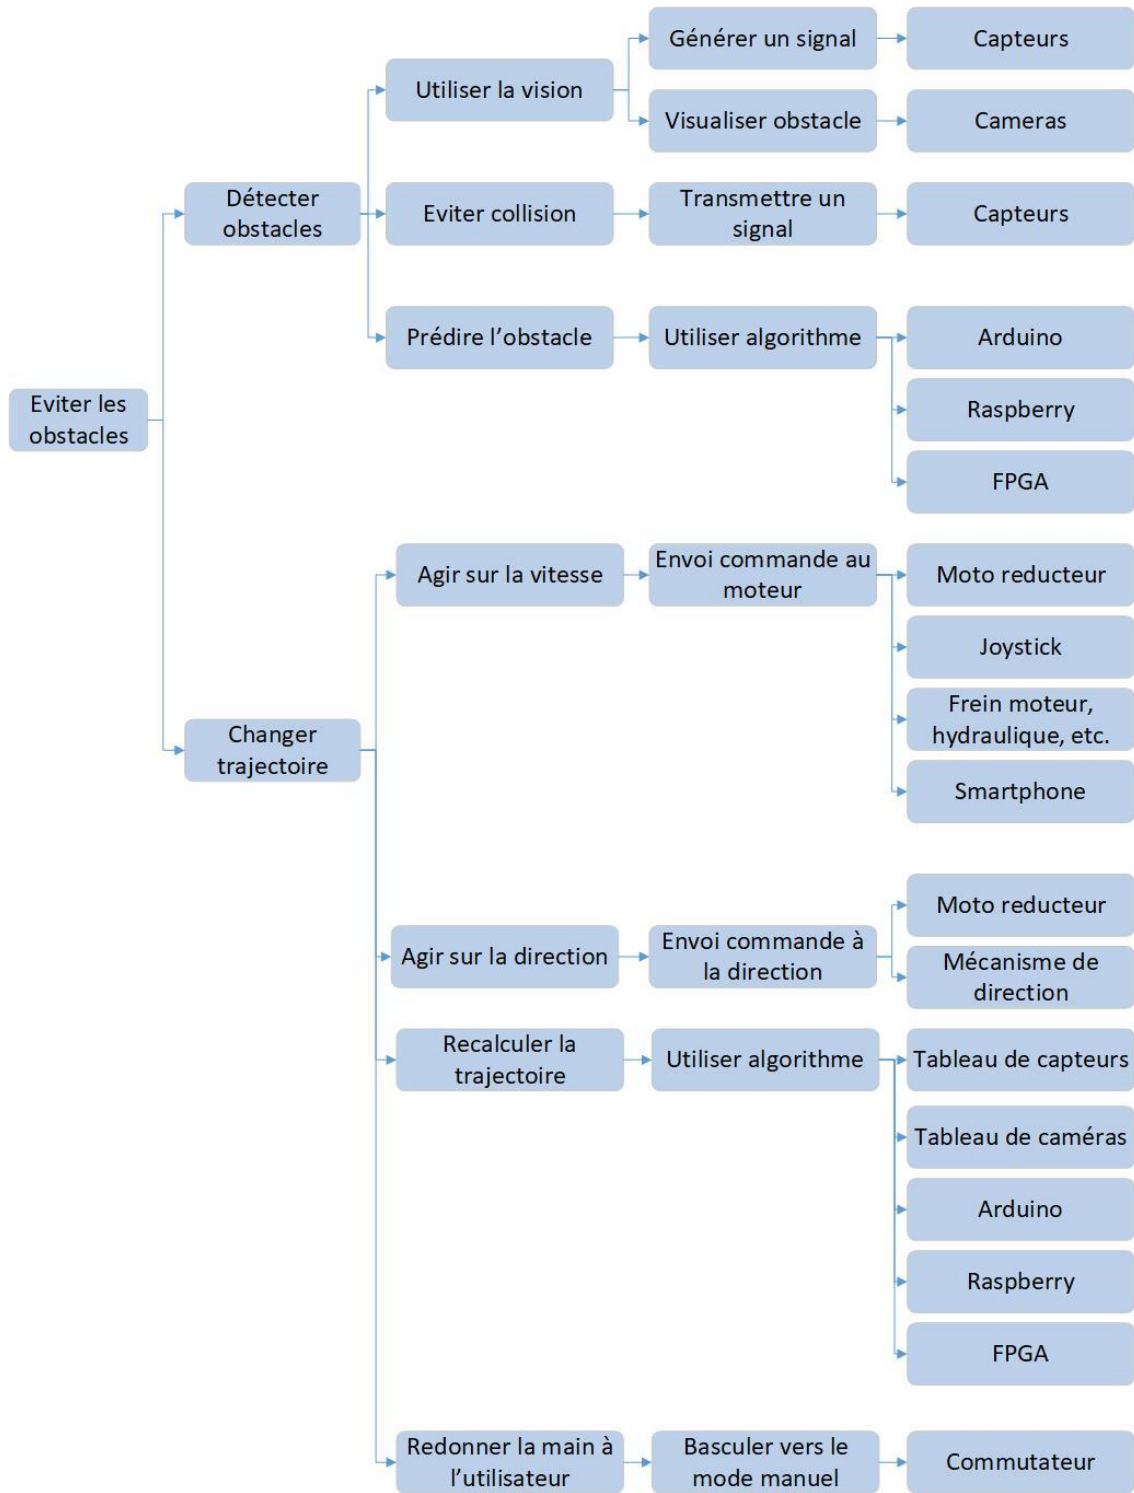 Générer un signal
Capteurs
Utiliser la vision
Visualiser obstacle
Cameras
Détecter
obstacles
Eviter collision
Transmettre un
signal
Capteurs
Prédire l'obstacle
Utiliser algorithme
Arduino
Raspberry
FPGA
Eviter les
obstacles
Agir sur la vitesse
Envoi commande au
moteur
Moto reducteur
Joystick
Frein moteur,
hydraulique, etc.
Smartphone
Changer
trajectoire
Agir sur la direction
Envoi commande à
la direction
Moto reducteur
Mécanisme de
direction
Recalculer la
trajectoire
Utiliser algorithme
Tableau de capteurs
Tableau de caméras
Arduino
Raspberry
FPGA
Redonner la main à
l'utilisateur
Basculer vers le
mode manuel
Commutateur